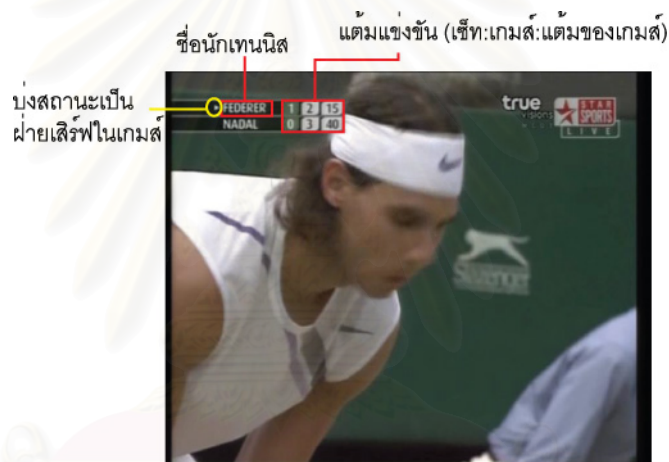 ชื่อนักเทนนิส
แต้มแข่งขัน (เซ็ท:เกมส์:แต้มของเกมส์)
บ่งสถานะเป็น
ฝ่ายเสิร์ฟในเกมส์
FEDERER 1 2 15
NADAL 0 3 40
true
visions
STAR
SPORTS
LIVE
Slazenger